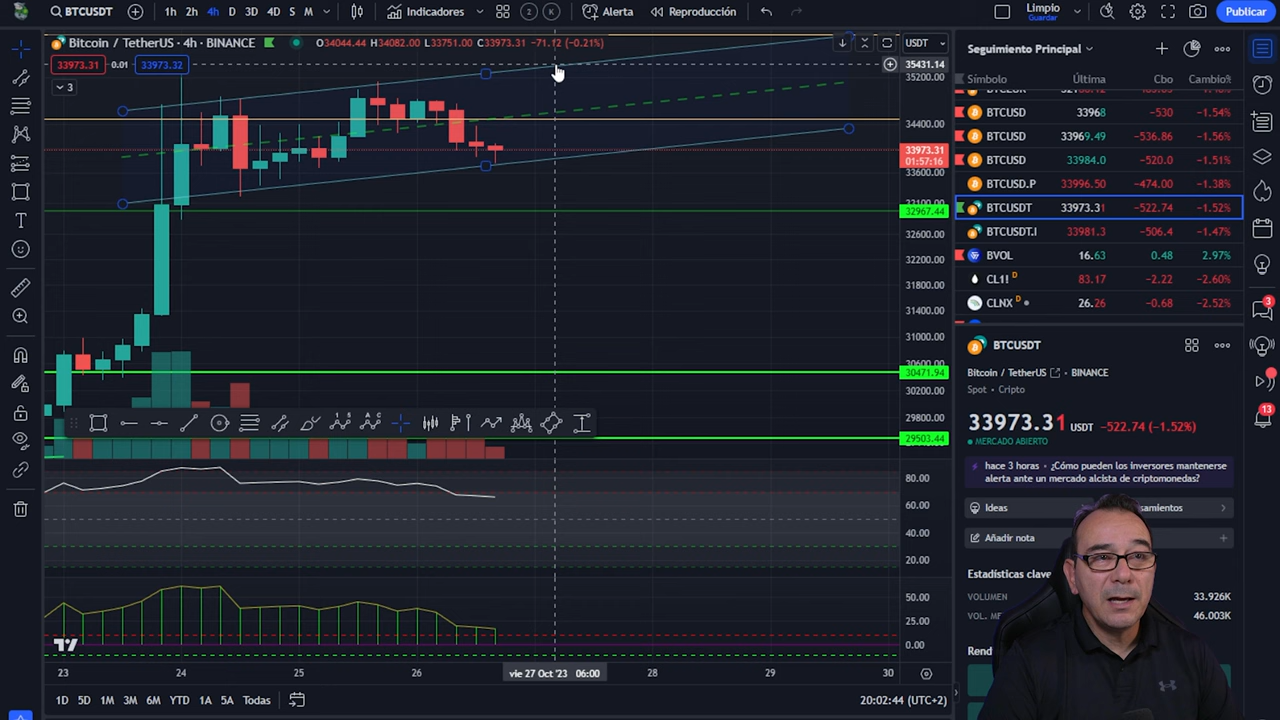 BTCUSDT
1h 2h 4h D 3D 4D S M
Indicadores
2 K
Alerta
Reproducción
Limpio
Guardar
Publicar
Bitcoin / TetherUS · 4h · BINANCE
O34044.44 H34082.00 L33751.00 C33973.31 −71.12 (−0.21%)
USDT
33973.31 0.01 33973.32
3
35431.14
35200.00
34400.00
33973.31
01:57:16
33600.00
32967.44
32600.00
32200.00
31800.00
31400.00
31000.00
30471.94
30200.00
29800.00
29503.44
80.00
60.00
40.00
20.00
50.00
25.00
0.00
23 24 25 26 vie 27 Oct '23 06:00 28 29 30
1D 5D 1M 3M 6M YTD 1A 5A Todas
20:02:44 (UTC+2)
Seguimiento Principal
Símbolo Última Cbo Cambio%
BTCUSD 33968 −530 −1.54%
BTCUSD 33969.49 −536.86 −1.56%
BTCUSD 33984.0 −520.0 −1.51%
BTCUSD.P 33996.50 −474.00 −1.38%
BTCUSDT 33973.31 −522.74 −1.52%
BTCUSDT.I 33981.3 −506.4 −1.47%
BVOL 16.63 0.48 2.97%
CL1! D 83.17 −2.22 −2.60%
CLNX D 26.26 −0.68 −2.52%
BTCUSDT
Bitcoin / TetherUS · BINANCE
Spot · Cripto
33973.31 USDT −522.74 (−1.52%)
MERCADO ABIERTO
hace 3 horas · ¿Cómo pueden los inversores mantenerse
alerta ante un mercado alcista de criptomonedas?
Ideas
Añadir nota
Estadísticas clave
VOLUMEN 33.926K
VOL. 46.003K
3
13